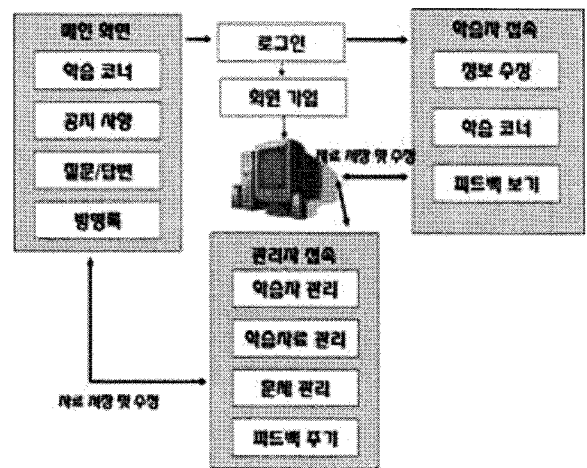 메인 화면
학습 코너
공지 사항
질문/답변
방명록
로그인
회원 가입
학습자 접속
정보 수정
학습 코너
피드백 보기
자료 저장 및 수정
관리자 접속
학습자 관리
학습자료 관리
문제 관리
피드백 주기
자료 저장 및 수정